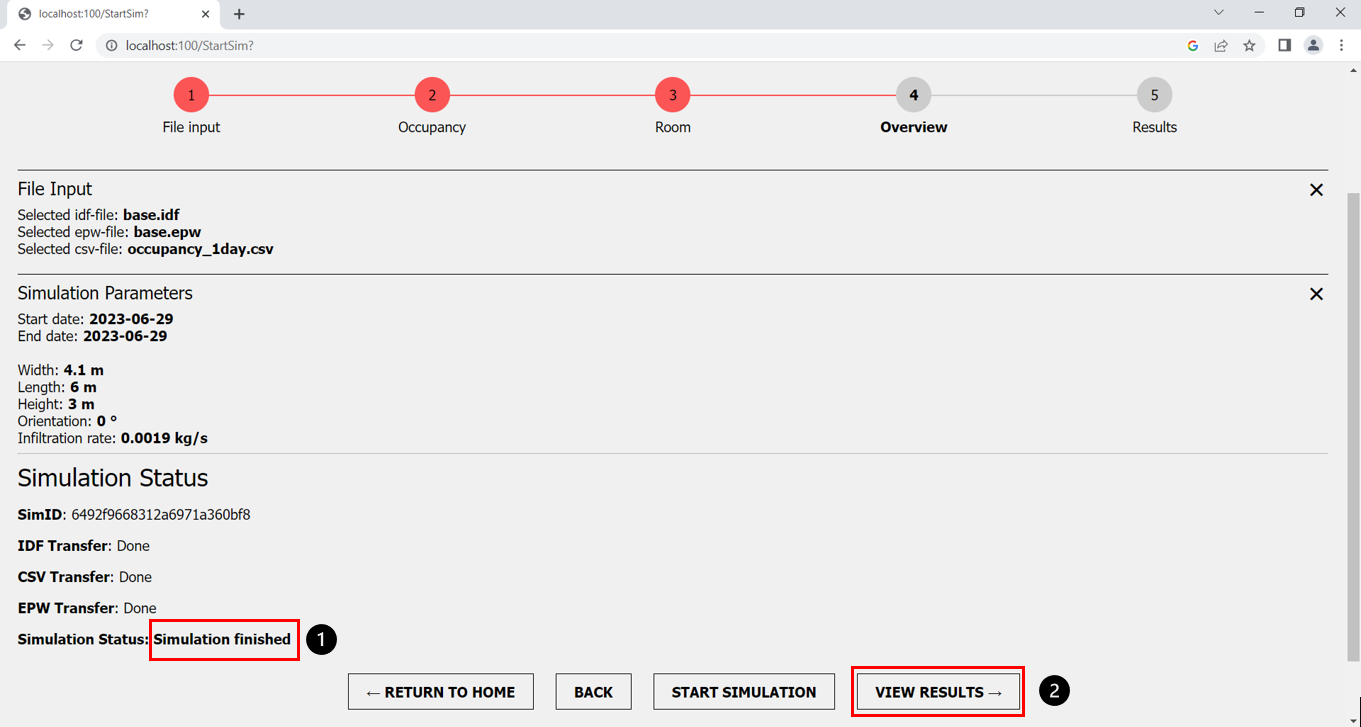 localhost:100/StartSim?
localhost:100/StartSim?
1 2 3 4 5
File input Occupancy Room Overview Results
File Input
Selected idf-file: base.idf
Selected epw-file: base.epw
Selected csv-file: occupancy_1day.csv
Simulation Parameters
Start date: 2023-06-29
End date: 2023-06-29
Width: 4.1 m
Length: 6 m
Height: 3 m
Orientation: 0 °
Infiltration rate: 0.0019 kg/s
Simulation Status
SimID: 6492f9668312a6971a360bf8
IDF Transfer: Done
CSV Transfer: Done
EPW Transfer: Done
Simulation Status: Simulation finished 1
← RETURN TO HOME BACK START SIMULATION VIEW RESULTS → 2